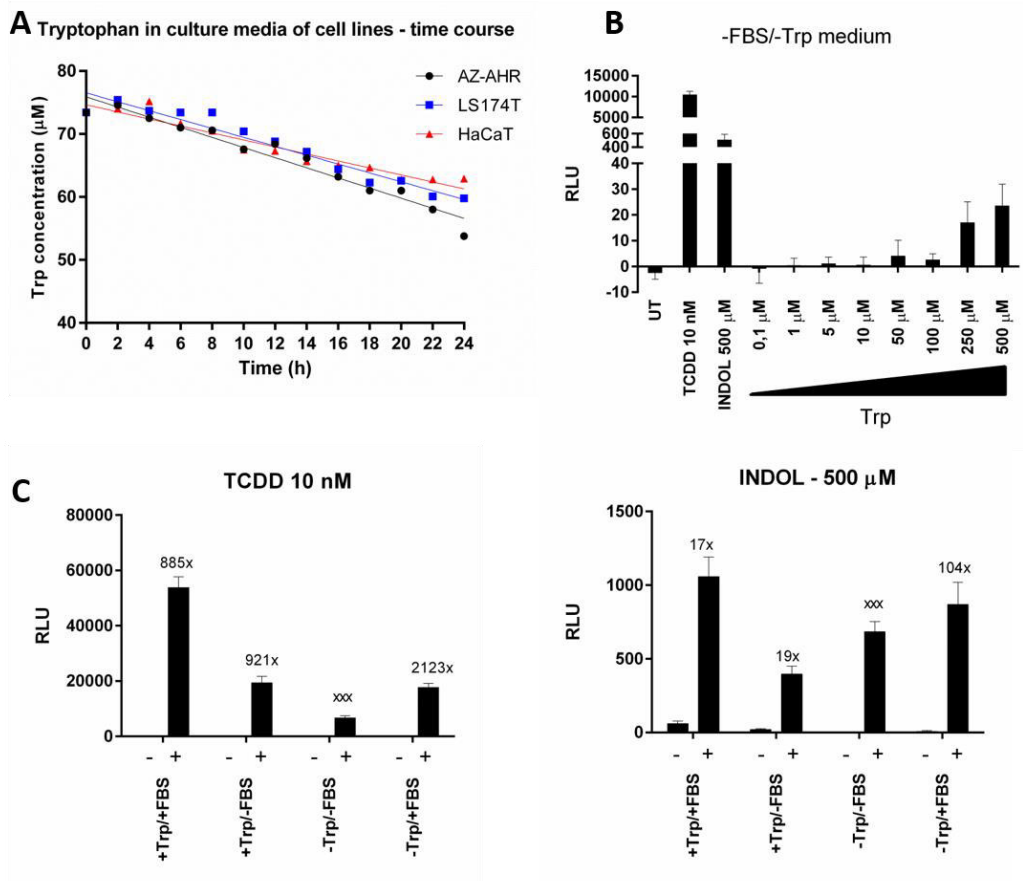 A Tryptophan in culture media of cell lines - time course
80
70
60
50
40
Trp concentration (μM)
0 2 4 6 8 10 12 14 16 18 20 22 24
Time (h)
AZ-AHR
LS174T
HaCaT
B
-FBS/-Trp medium
15000
10000
5000
600
400
40
30
20
10
0
-10
RLU
UT
TCDD 10 nM
INDOL 500 μM
0,1 μM
1 μM
5 μM
10 μM
50 μM
100 μM
250 μM
500 μM
Trp
C
TCDD 10 nM
80000
60000
40000
20000
0
RLU
885x
921x
xxx
2123x
- + - + - + - +
+Trp/+FBS
+Trp/-FBS
-Trp/-FBS
-Trp/+FBS
INDOL - 500 μM
1500
1000
500
0
RLU
17x
19x
xxx
104x
- + - + - + - +
+Trp/+FBS
+Trp/-FBS
-Trp/-FBS
-Trp/+FBS